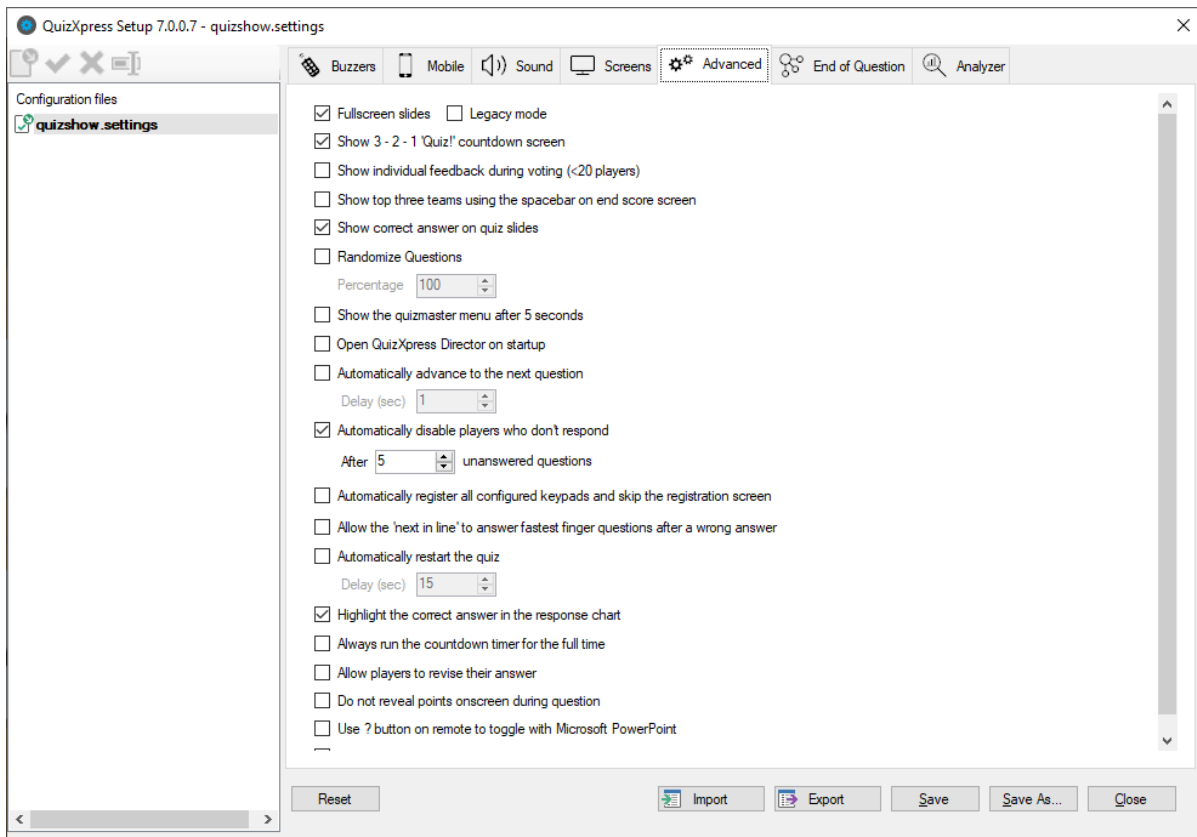 QuizXpress Setup 7.0.0.7 - quizshow.settings
Buzzers Mobile Sound Screens Advanced End of Question Analyzer
Configuration files
quizshow.settings
Fullscreen slides Legacy mode
Show 3 - 2 - 1 'Quiz!' countdown screen
Show individual feedback during voting (<20 players)
Show top three teams using the spacebar on end score screen
Show correct answer on quiz slides
Randomize Questions
Percentage 100
Show the quizmaster menu after 5 seconds
Open QuizXpress Director on startup
Automatically advance to the next question
Delay (sec) 1
Automatically disable players who don't respond
After 5 unanswered questions
Automatically register all configured keypads and skip the registration screen
Allow the 'next in line' to answer fastest finger questions after a wrong answer
Automatically restart the quiz
Delay (sec) 15
Highlight the correct answer in the response chart
Always run the countdown timer for the full time
Allow players to revise their answer
Do not reveal points onscreen during question
Use ? button on remote to toggle with Microsoft PowerPoint
Reset Import Export Save Save As... Close